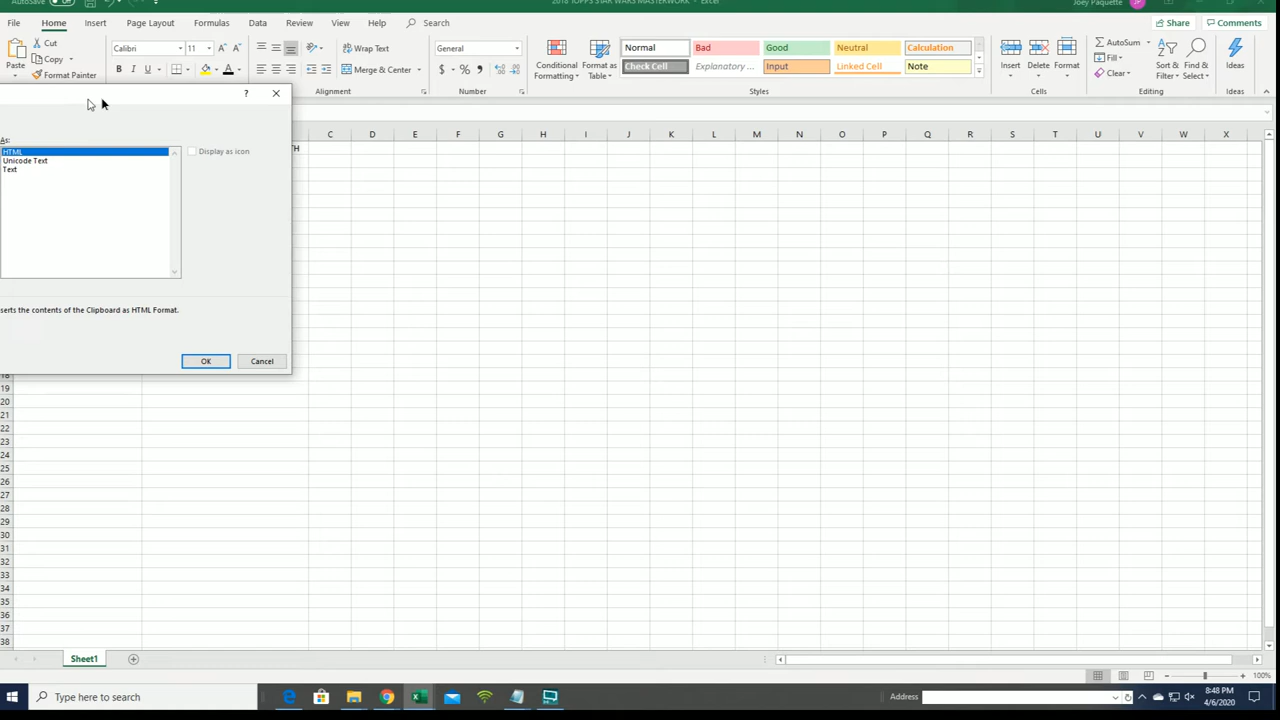 AutoSave 2018 TOPPS STAR WARS MASTERWORK - Excel Joey Paquette JP
File Home Insert Page Layout Formulas Data Review View Help Search Share Comments
Paste Cut Copy Format Painter
Calibri 11 A A
B I U A
Wrap Text
Merge & Center
General
$ % ,
Conditional Formatting Format as Table
Normal Bad Good Neutral Calculation
Check Cell Explanatory ... Input Linked Cell Note
Insert Delete Format
AutoSum
Fill
Clear
Sort & Filter Find & Select
Ideas
Alignment Number Styles Cells Editing Ideas
?
C D E F G H I J K L M N O P Q R S T U V W X
As:
TH
HTML
Unicode Text
Text
Display as icon
serts the contents of the Clipboard as HTML Format.
OK Cancel
18
19
20
21
22
23
24
25
26
27
28
29
30
31
32
33
34
35
36
37
38
Sheet1
100%
Type here to search
Address
8:48 PM
4/6/2020